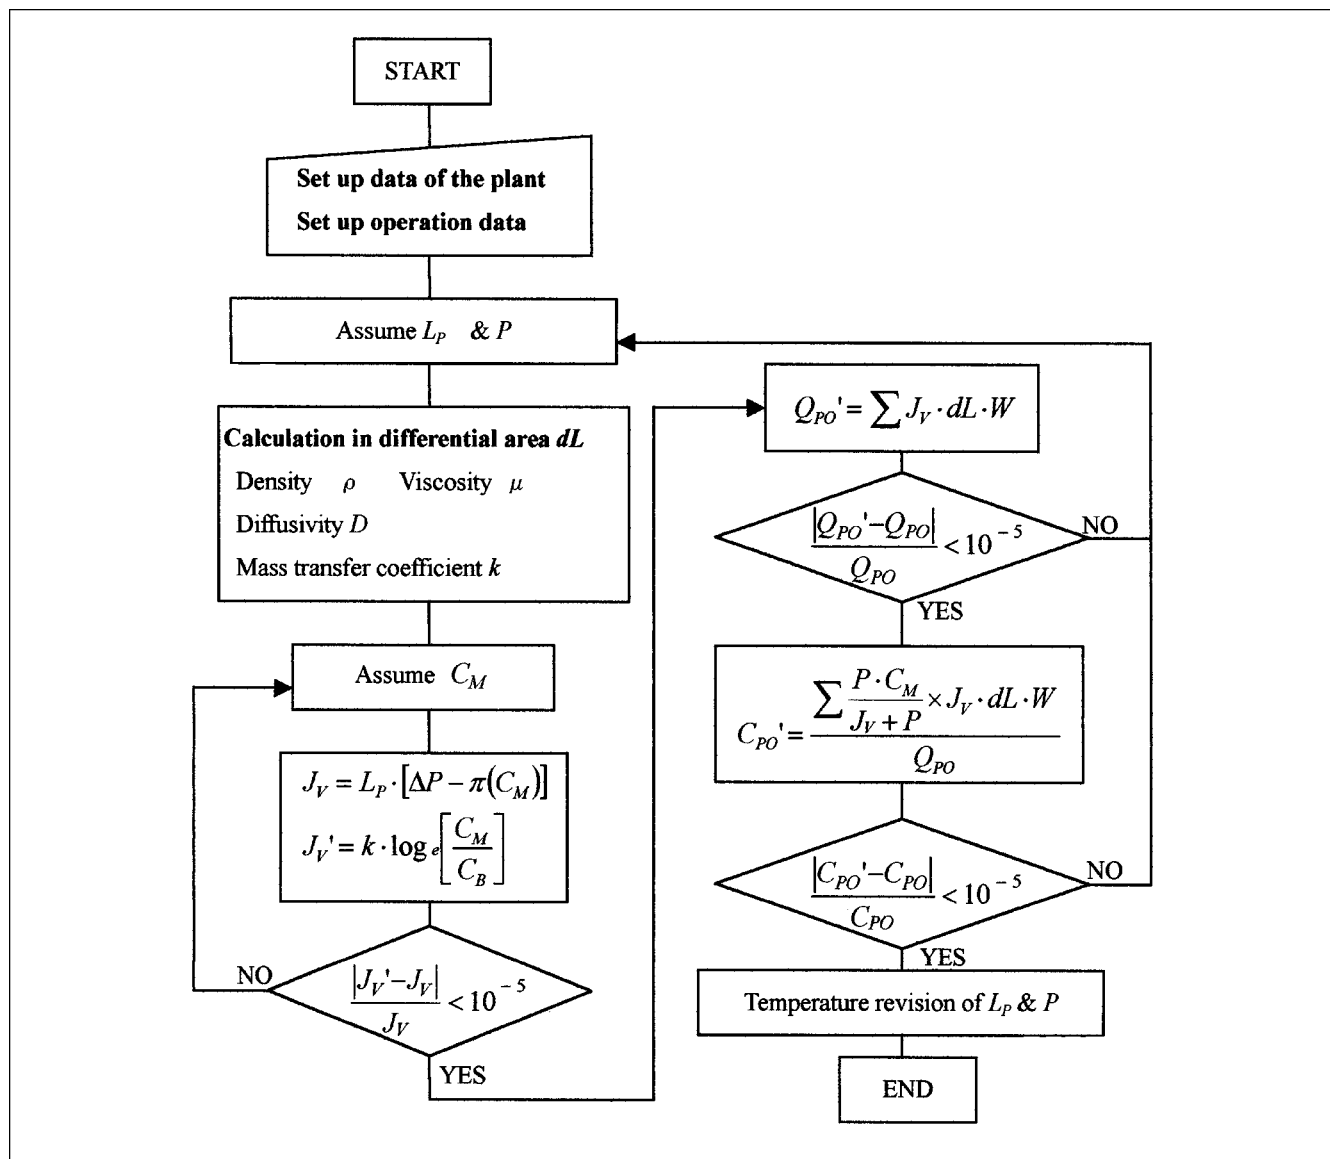 START
Set up data of the plant
Set up operation data
Assume L_P & P
Calculation in differential area dL
Density ρ Viscosity μ
Diffusivity D
Mass transfer coefficient k
Assume C_M
J_V = L_P · [ΔP − π(C_M)]
J_V' = k · log_e [C_M / C_B]
|J_V' − J_V| / J_V < 10^−5
NO
YES
Q_PO' = ∑ J_V · dL · W
|Q_PO' − Q_PO| / Q_PO < 10^−5
NO
YES
C_PO' = ∑ (P · C_M / (J_V + P)) × J_V · dL · W / Q_PO
|C_PO' − C_PO| / C_PO < 10^−5
NO
YES
Temperature revision of L_P & P
END